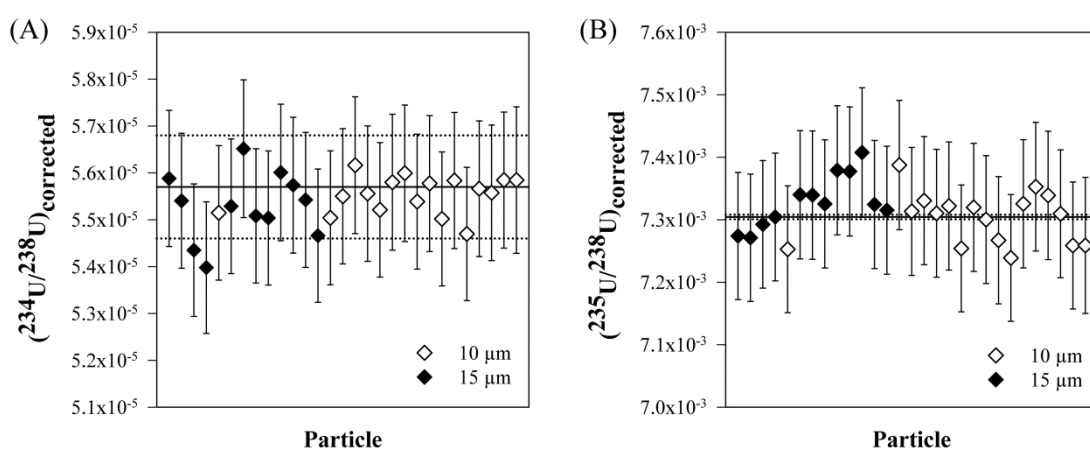 (A)
(²³⁴U/²³⁸U)corrected
5.9x10⁻⁵
5.8x10⁻⁵
5.7x10⁻⁵
5.6x10⁻⁵
5.5x10⁻⁵
5.4x10⁻⁵
5.3x10⁻⁵
5.2x10⁻⁵
5.1x10⁻⁵
10 µm
15 µm
Particle
(B)
(²³⁵U/²³⁸U)corrected
7.6x10⁻³
7.5x10⁻³
7.4x10⁻³
7.3x10⁻³
7.2x10⁻³
7.1x10⁻³
7.0x10⁻³
10 µm
15 µm
Particle